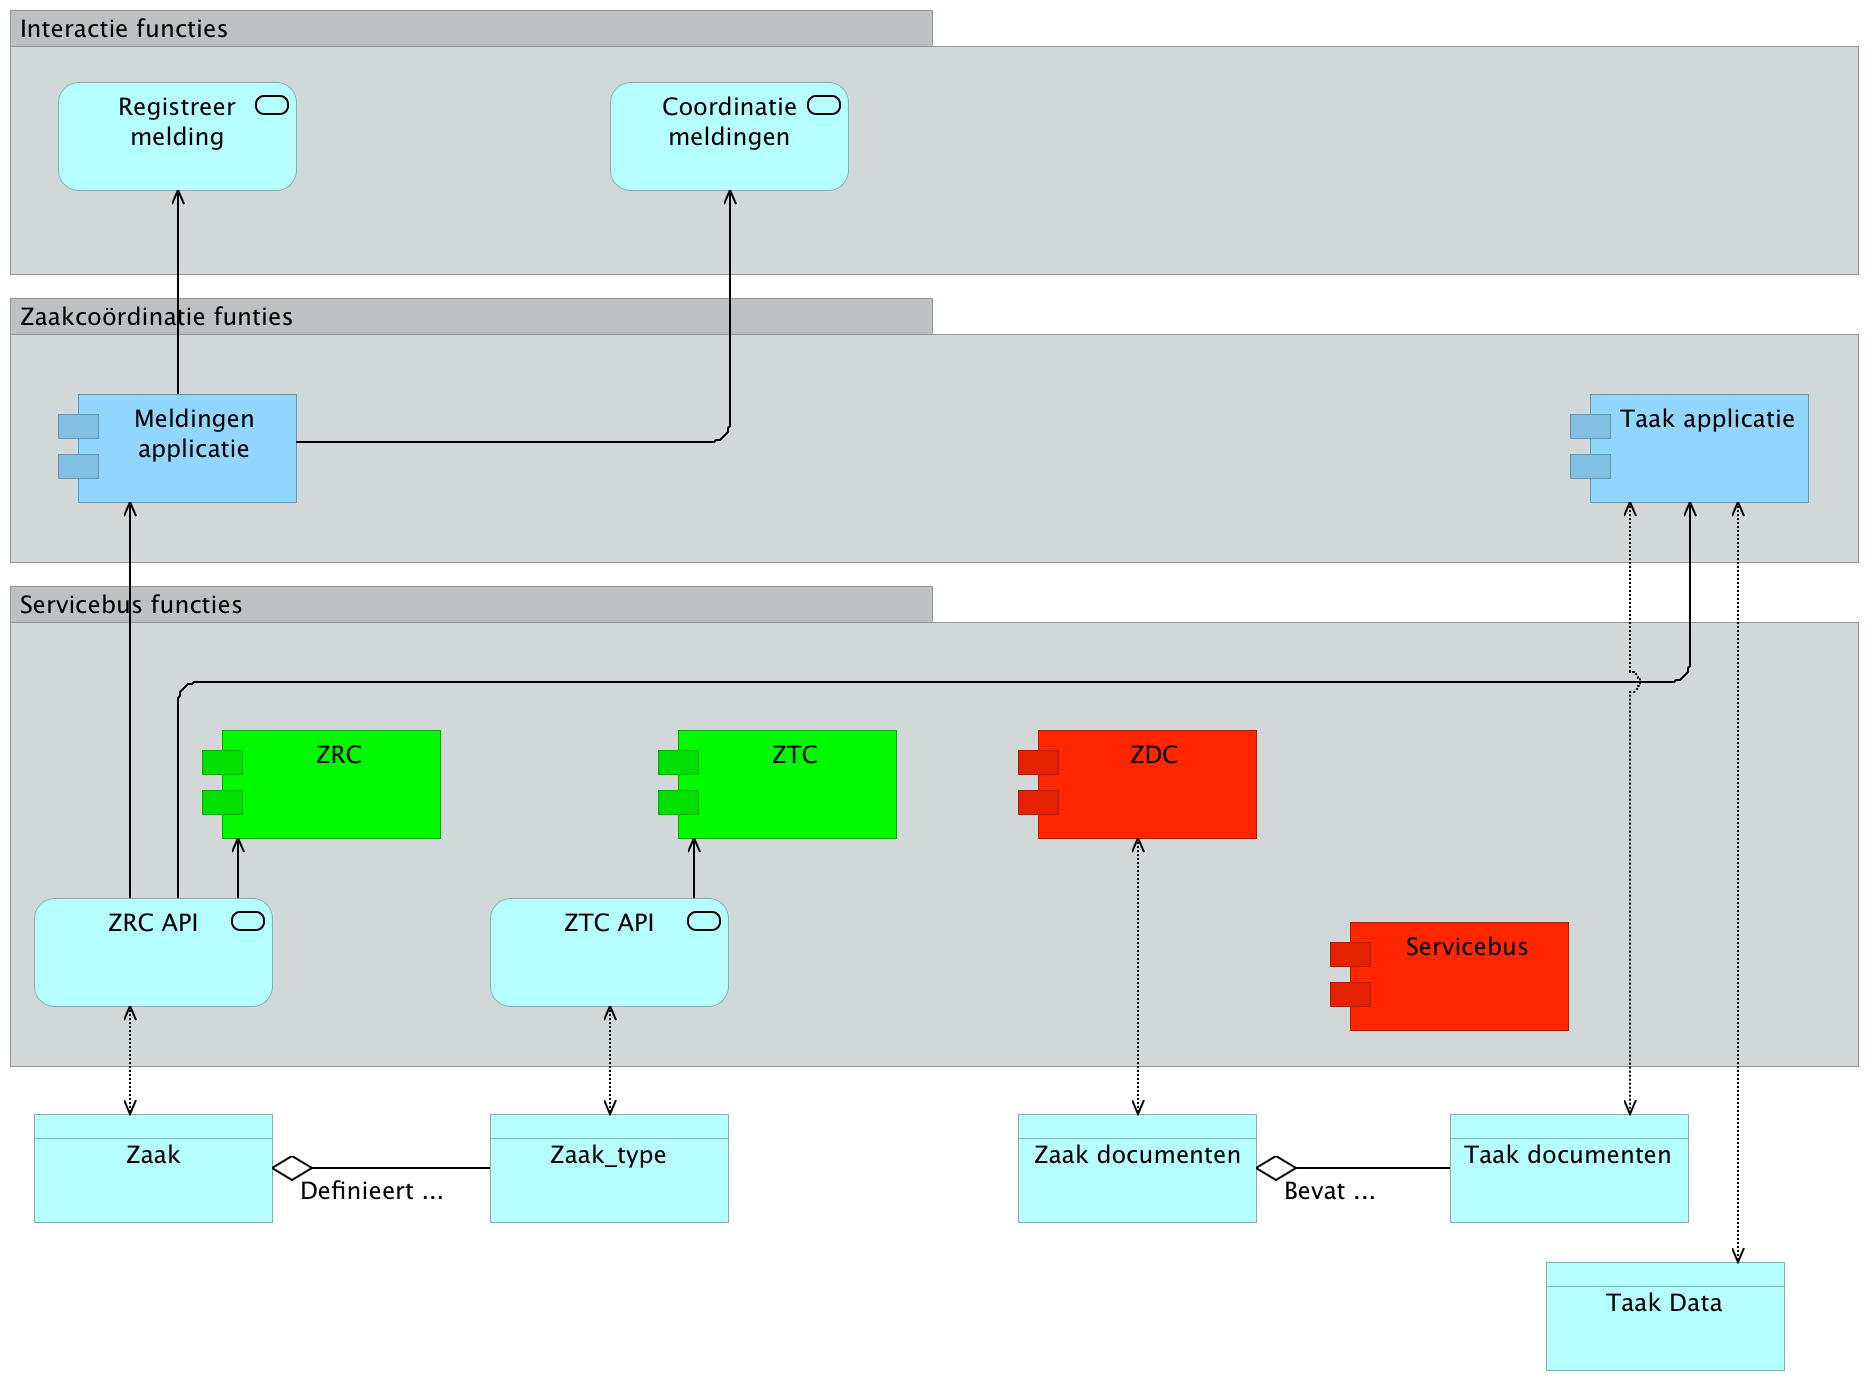 Interactie functies
Registreer
melding
Coordinatie
meldingen
Zaakcoördinatie funties
Meldingen
applicatie
Taak applicatie
Servicebus functies
ZRC
ZTC
ZDC
ZRC API
ZTC API
Servicebus
Zaak
Definieert ...
Zaak_type
Zaak documenten
Bevat ...
Taak documenten
Taak Data